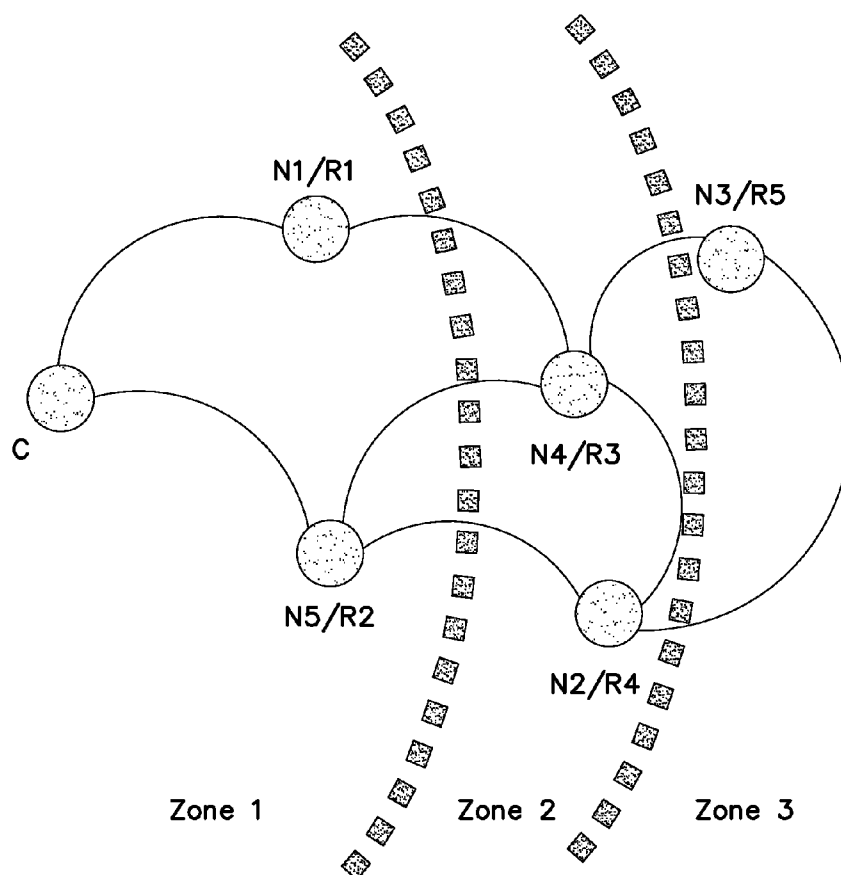 N1/R1
N3/R5
C
N4/R3
N5/R2
N2/R4
Zone 1
Zone 2
Zone 3